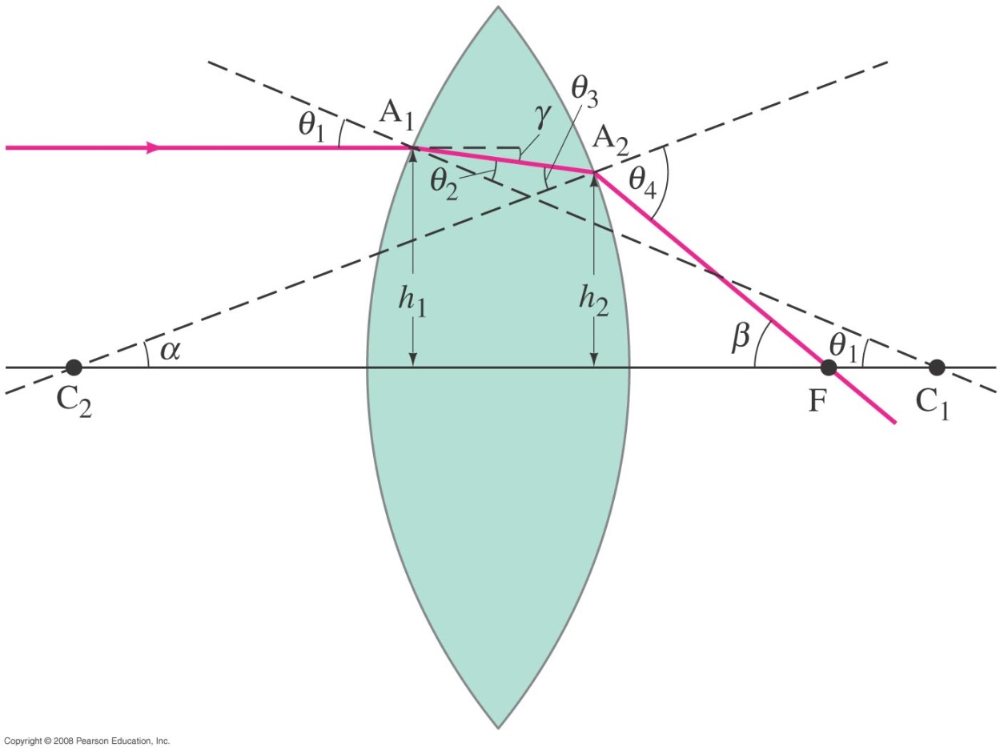 θ₁
A₁
γ
θ₃
A₂
θ₂
θ₄
h₁
h₂
α
β
θ₁
C₂
F
C₁
Copyright © 2008 Pearson Education, Inc.